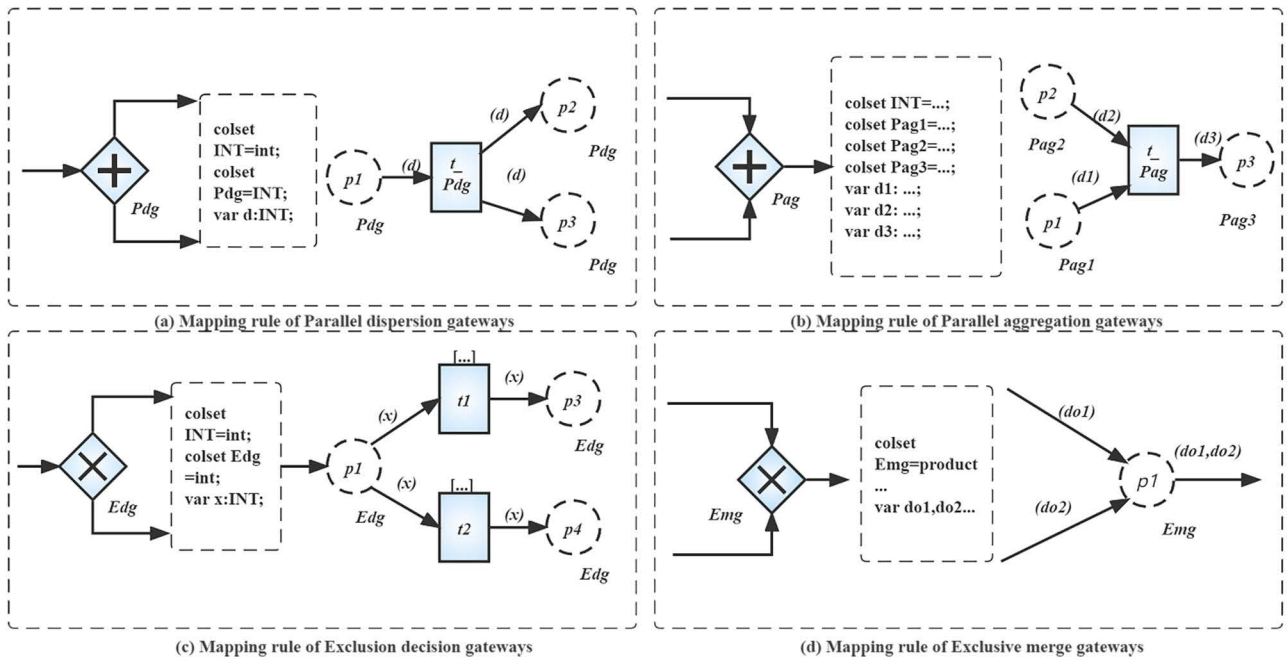 colset
INT=int;
colset
Pdg=INT;
var d:INT;
Pdg
p1
Pdg
(d)
t_
Pdg
(d)
(d)
p2
Pdg
p3
Pdg
(a) Mapping rule of Parallel dispersion gateways
Pag
colset INT=...;
colset Pag1=...;
colset Pag2=...;
colset Pag3=...;
var d1: ...;
var d2: ...;
var d3: ...;
p2
Pag2
(d2)
(d1)
p1
Pag1
t_
Pag
(d3)
p3
Pag3
(b) Mapping rule of Parallel aggregation gateways
Edg
colset
INT=int;
colset Edg
=int;
var x:INT;
p1
Edg
(x)
(x)
[...]
t1
(x)
p3
Edg
[...]
t2
(x)
p4
Edg
(c) Mapping rule of Exclusion decision gateways
Emg
colset
Emg=product
...
var do1,do2...
(do1)
(do2)
p1
Emg
(do1,do2)
(d) Mapping rule of Exclusive merge gateways